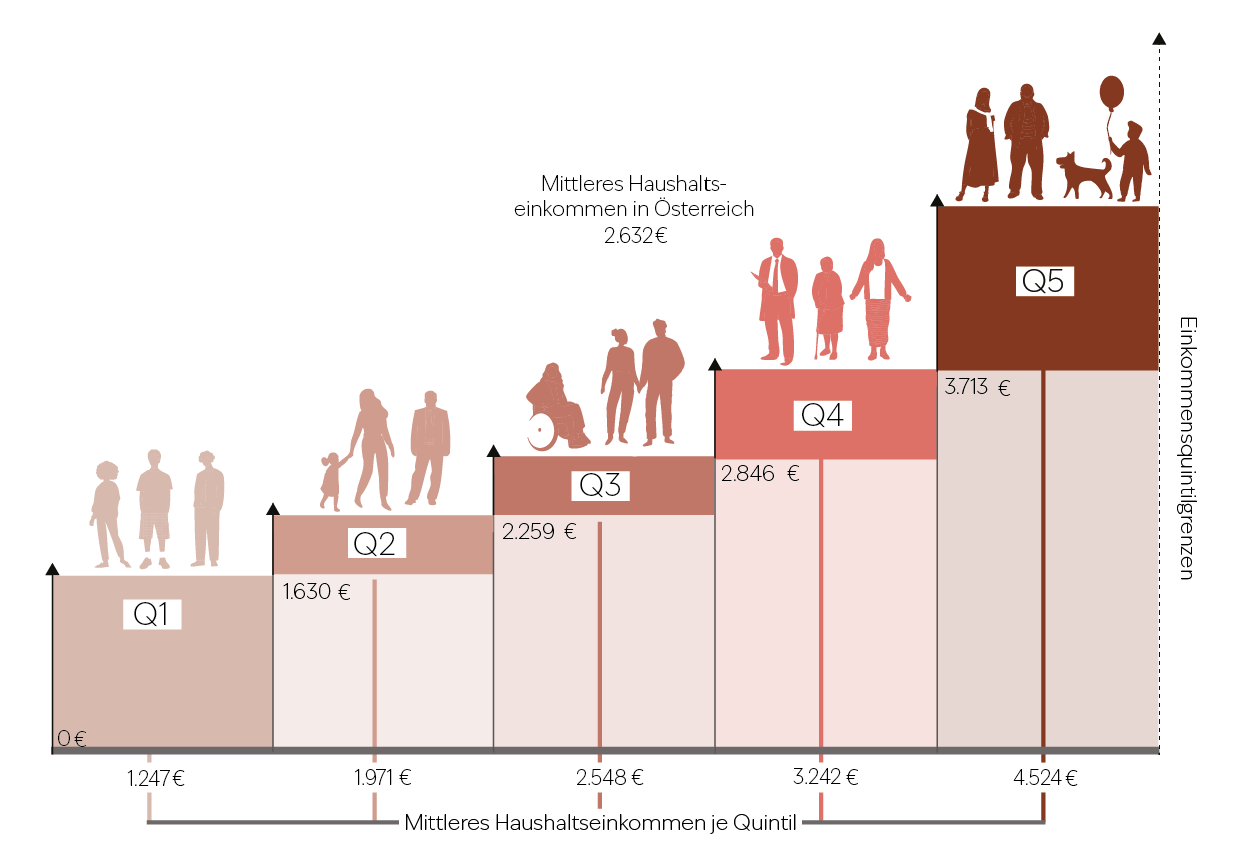 Mittleres Haushalts-
einkommen in Österreich
2.632€
Q5
Einkommensquintilgrenzen
3.713 €
Q4
2.846 €
Q3
2.259 €
Q2
1.630 €
Q1
0 €
1.247€
1.971 €
2.548 €
3.242 €
4.524 €
Mittleres Haushaltseinkommen je Quintil